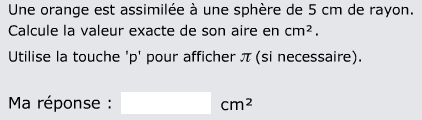 Une orange est assimilée à une sphère de 5 cm de rayon.
Calcule la valeur exacte de son aire en cm².
Utilise la touche 'p' pour afficher π (si necessaire).
Ma réponse : cm²